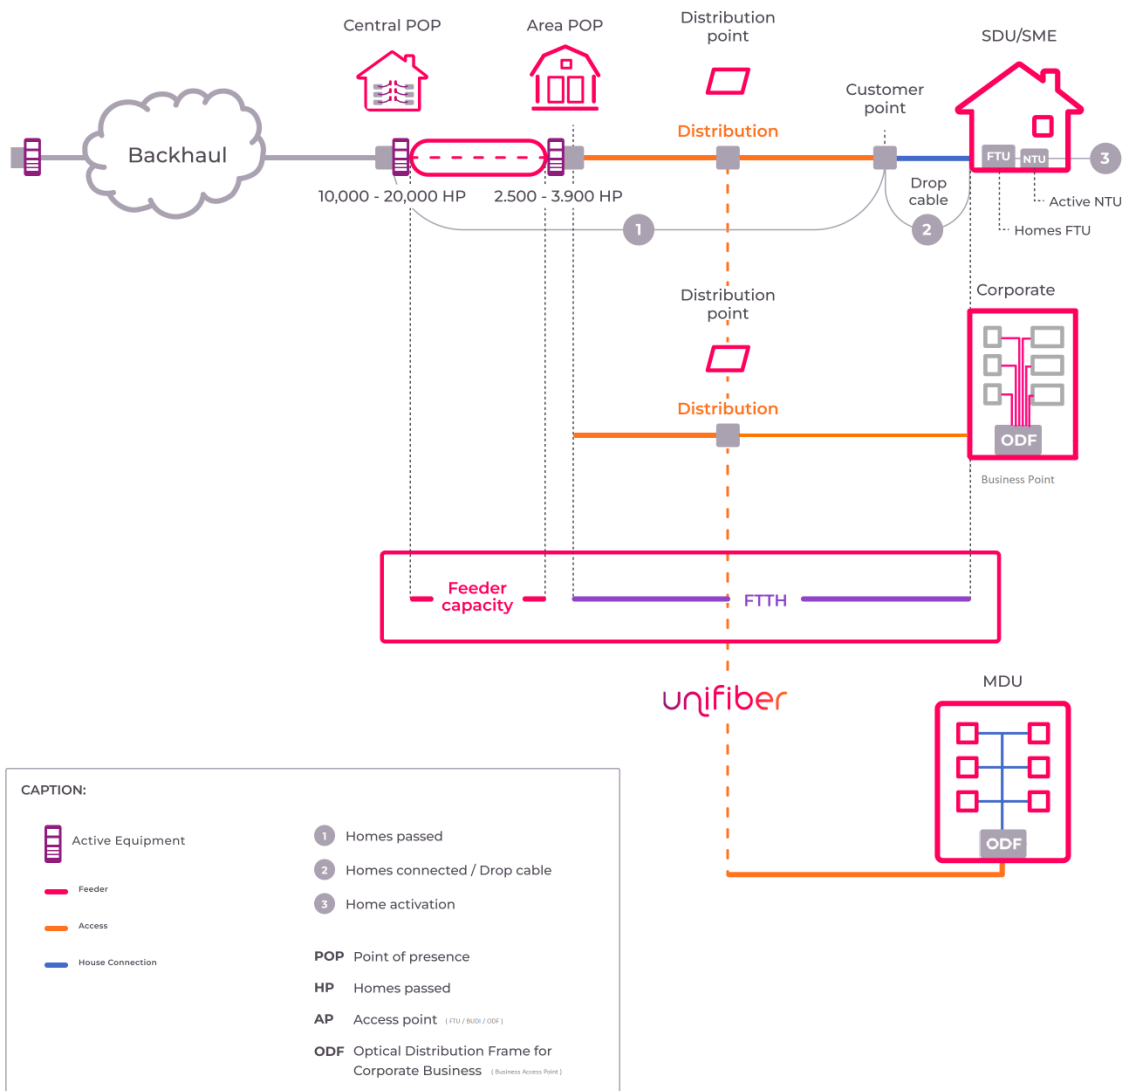 Central POP
Area POP
Distribution
point
SDU/SME
Customer
point
Distribution
Backhaul
FTU
NTU
3
10,000 - 20,000 HP
2.500 - 3.900 HP
Drop
cable
Active NTU
1
2
Homes FTU
Distribution
point
Corporate
Distribution
ODF
Business Point
Feeder
capacity
FTTH
unifiber
MDU
ODF
CAPTION:
Active Equipment
Feeder
Access
House Connection
1 Homes passed
2 Homes connected / Drop cable
3 Home activation
POP Point of presence
HP Homes passed
AP Access point ( FTU / BUDI / ODF )
ODF Optical Distribution Frame for
Corporate Business ( Business Access Point )